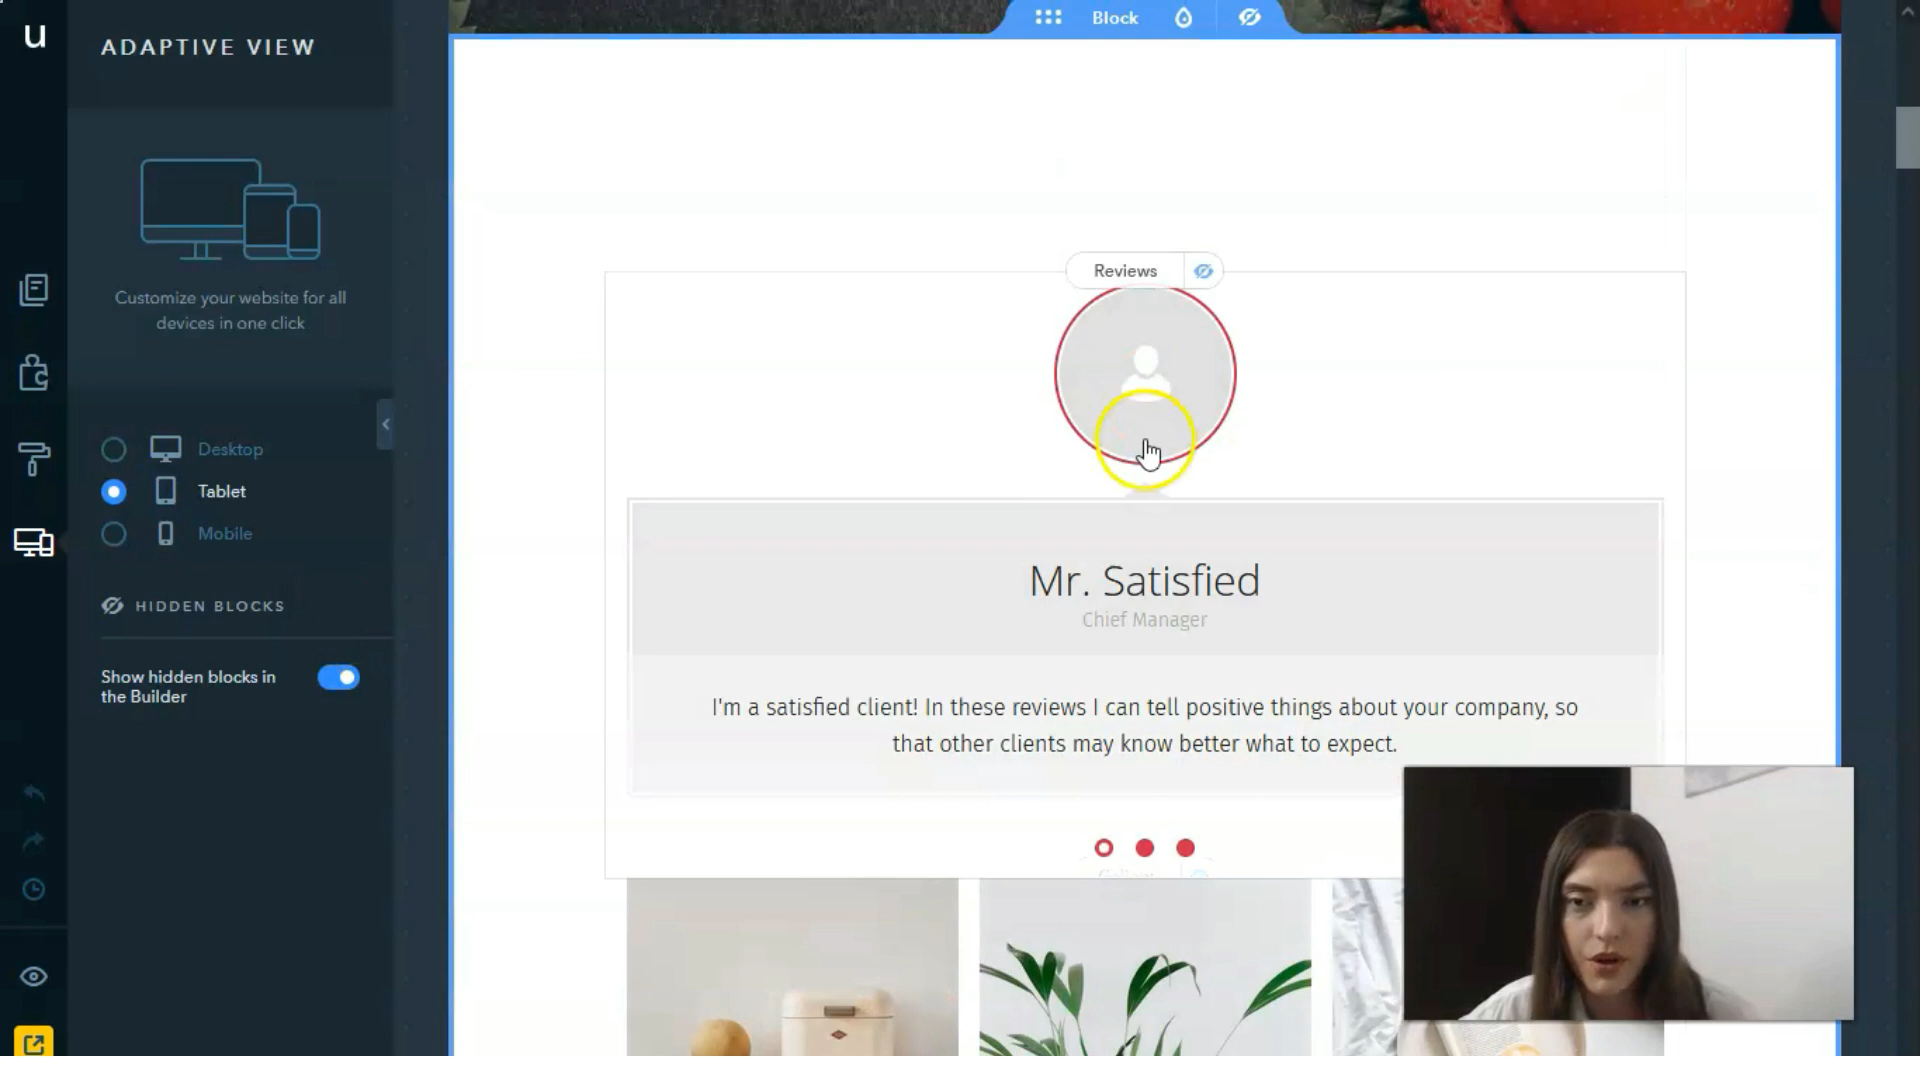 u
ADAPTIVE VIEW
Block
Customize your website for all
devices in one click
Reviews
Desktop
Tablet
Mobile
HIDDEN BLOCKS
Show hidden blocks in
the Builder
Mr. Satisfied
Chief Manager
I'm a satisfied client! In these reviews I can tell positive things about your company, so
that other clients may know better what to expect.